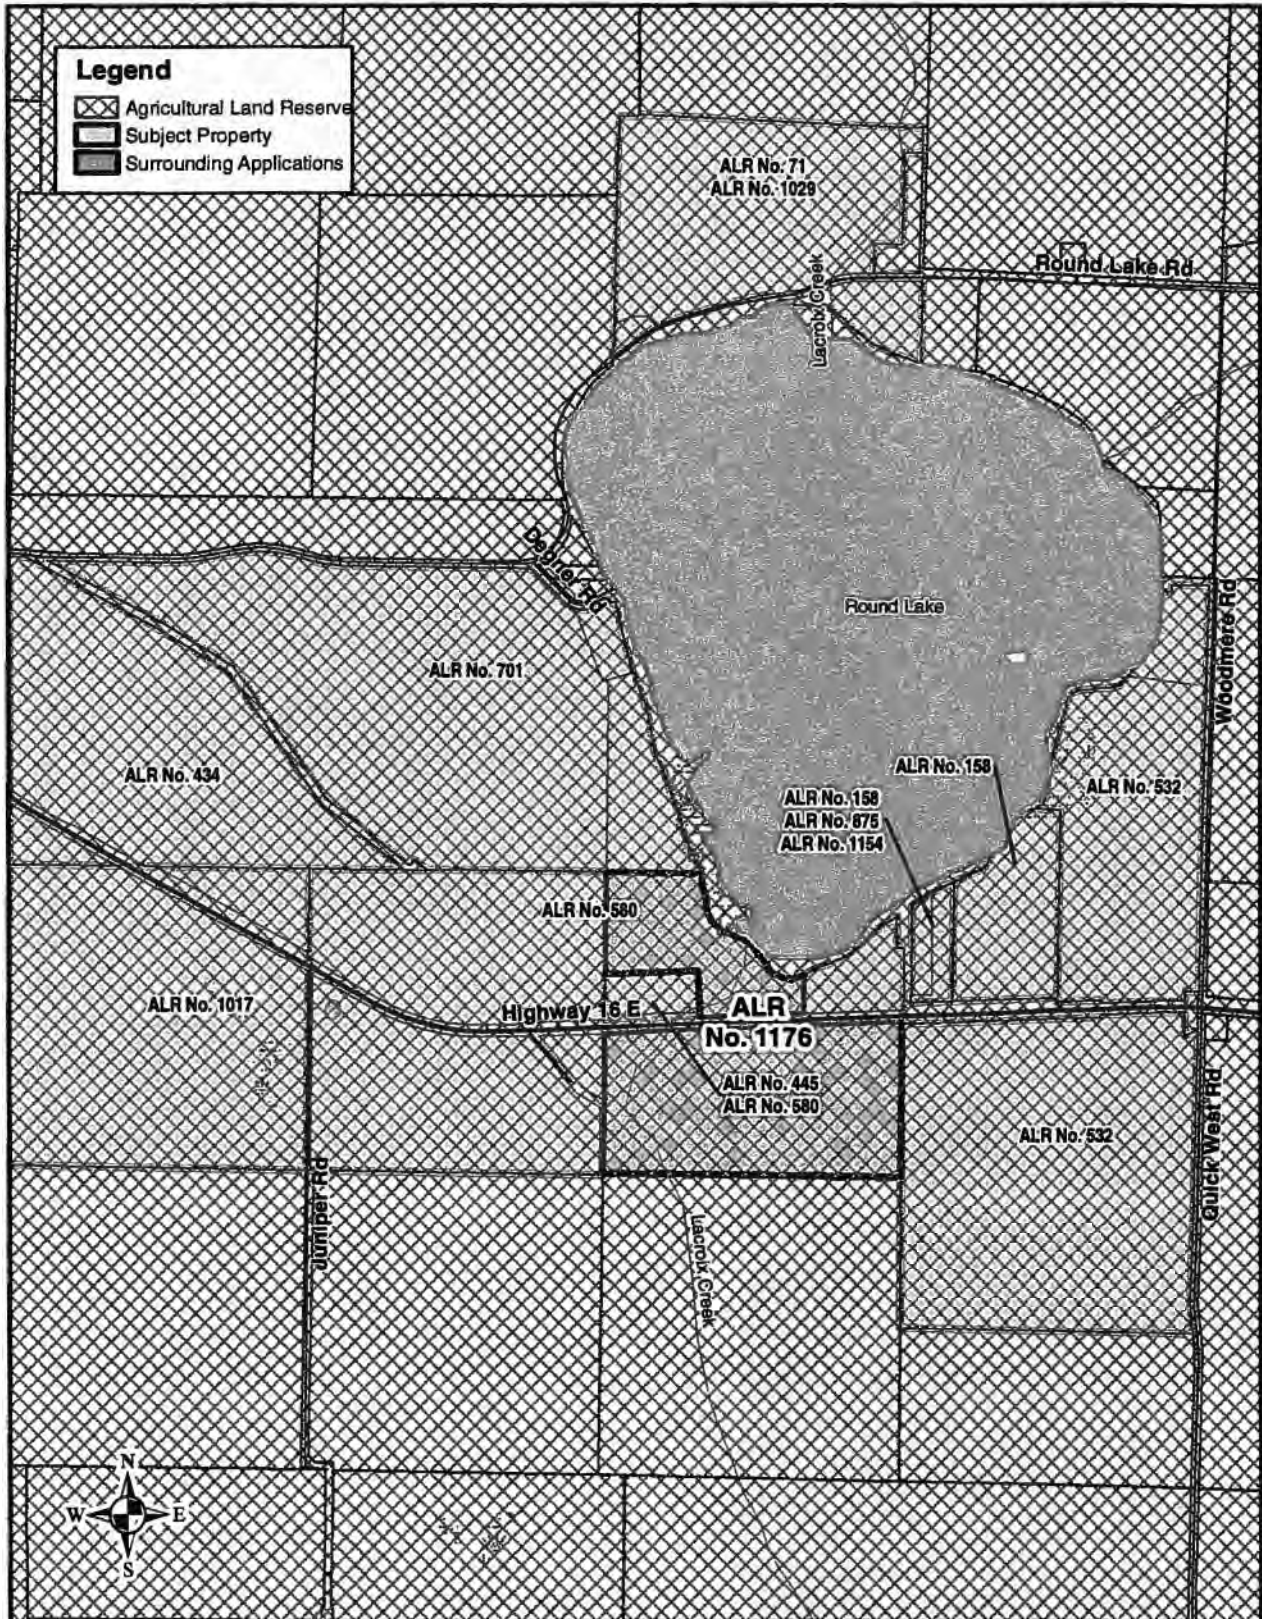 Legend
Agricultural Land Reserve
Subject Property
Surrounding Applications
ALR No. 71
ALR No. 1029
Round Lake Rd
Lacroix Creek
Debner Rd
Round Lake
Woodmere Rd
ALR No. 701
ALR No. 434
ALR No. 158
ALR No. 532
ALR No. 158
ALR No. 875
ALR No. 1154
ALR No. 580
ALR No. 1017
Highway 16 E
ALR
No. 1176
ALR No. 445
ALR No. 580
ALR No. 532
Quick West Rd
Juniper Rd
Lacroix Creek
N
W
E
S